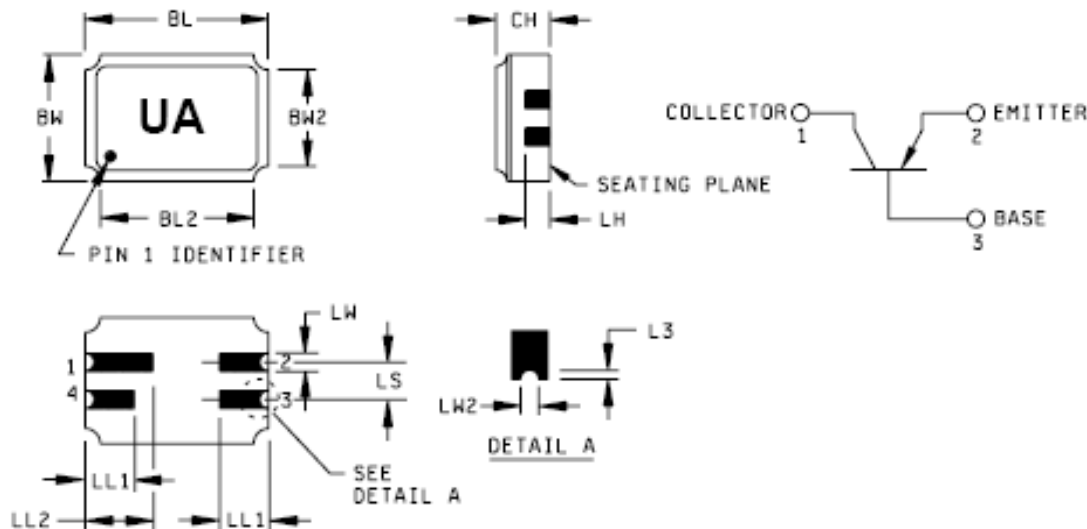 BL
CH
BW
UA
BW2
COLLECTOR
1
2
EMITTER
SEATING PLANE
BL2
LH
3
BASE
PIN 1 IDENTIFIER
LW
L3
1
2
LS
4
3
LW2
DETAIL A
LL1
SEE
DETAIL A
LL2
LL1